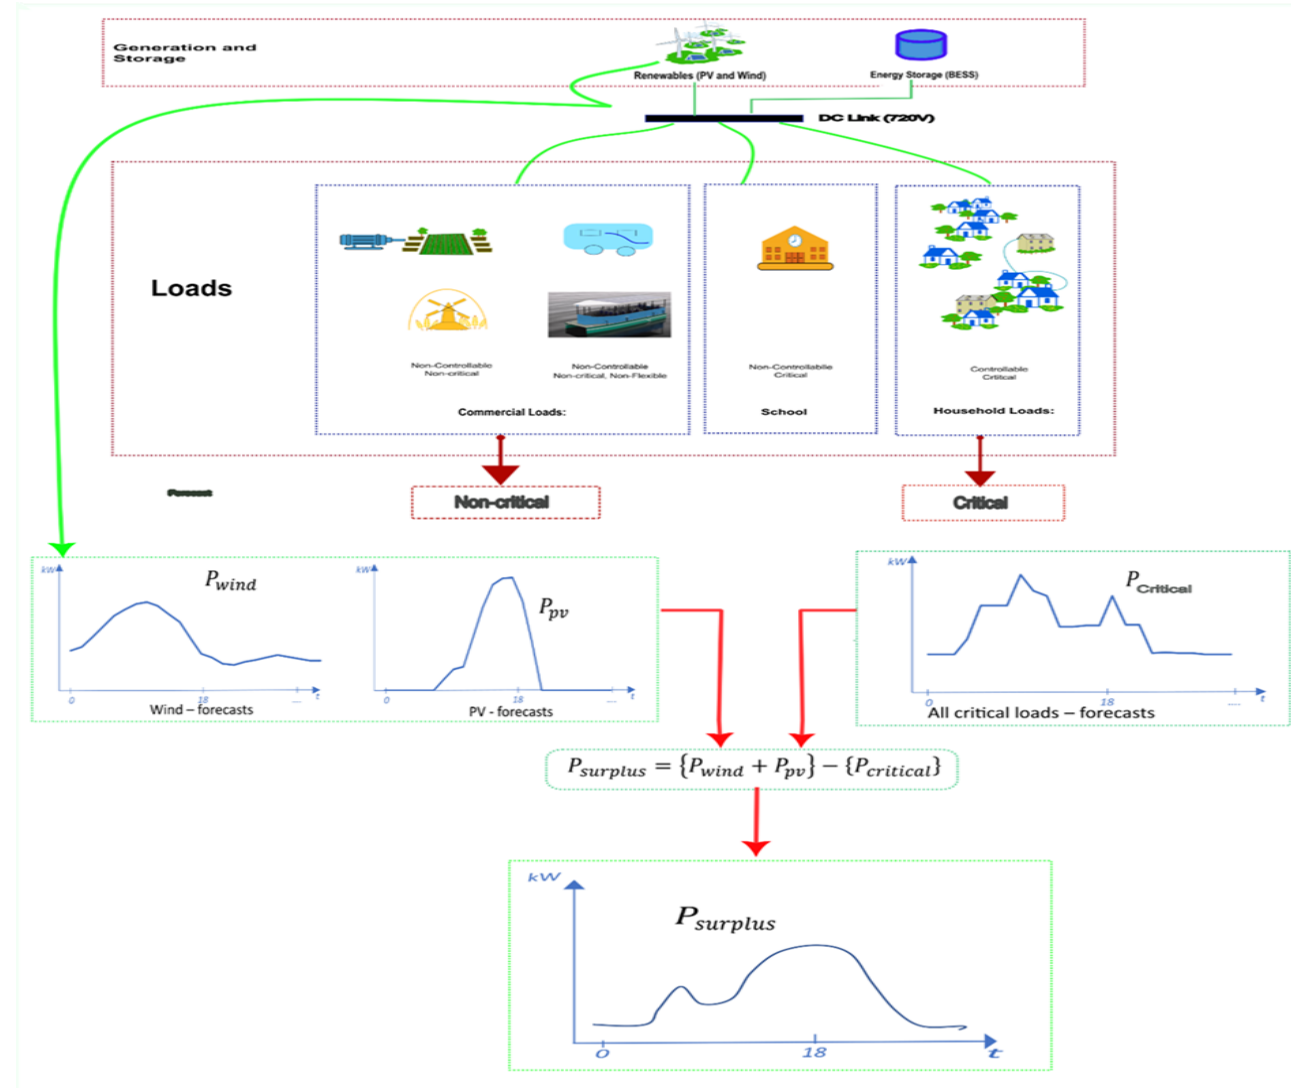 Generation and
Storage
Renewables (PV and Wind)
Energy Storage (BESS)
DC Link (720V)
Loads
Non-Controllable
Non-critical
Non-Controllable
Non-critical, Non-Flexible
Commercial Loads:
Non-Controllabile
Critical
School
Controllable
Critical
Household Loads:
Forecast
Non-critical
Critical
kW
P_wind
0
18
....
t
Wind – forecasts
kW
P_pv
0
18
....
t
PV - forecasts
kW
P_Critical
0
18
....
t
All critical loads – forecasts
P_surplus = {P_wind + P_pv} − {P_critical}
kW
P_surplus
0
18
t